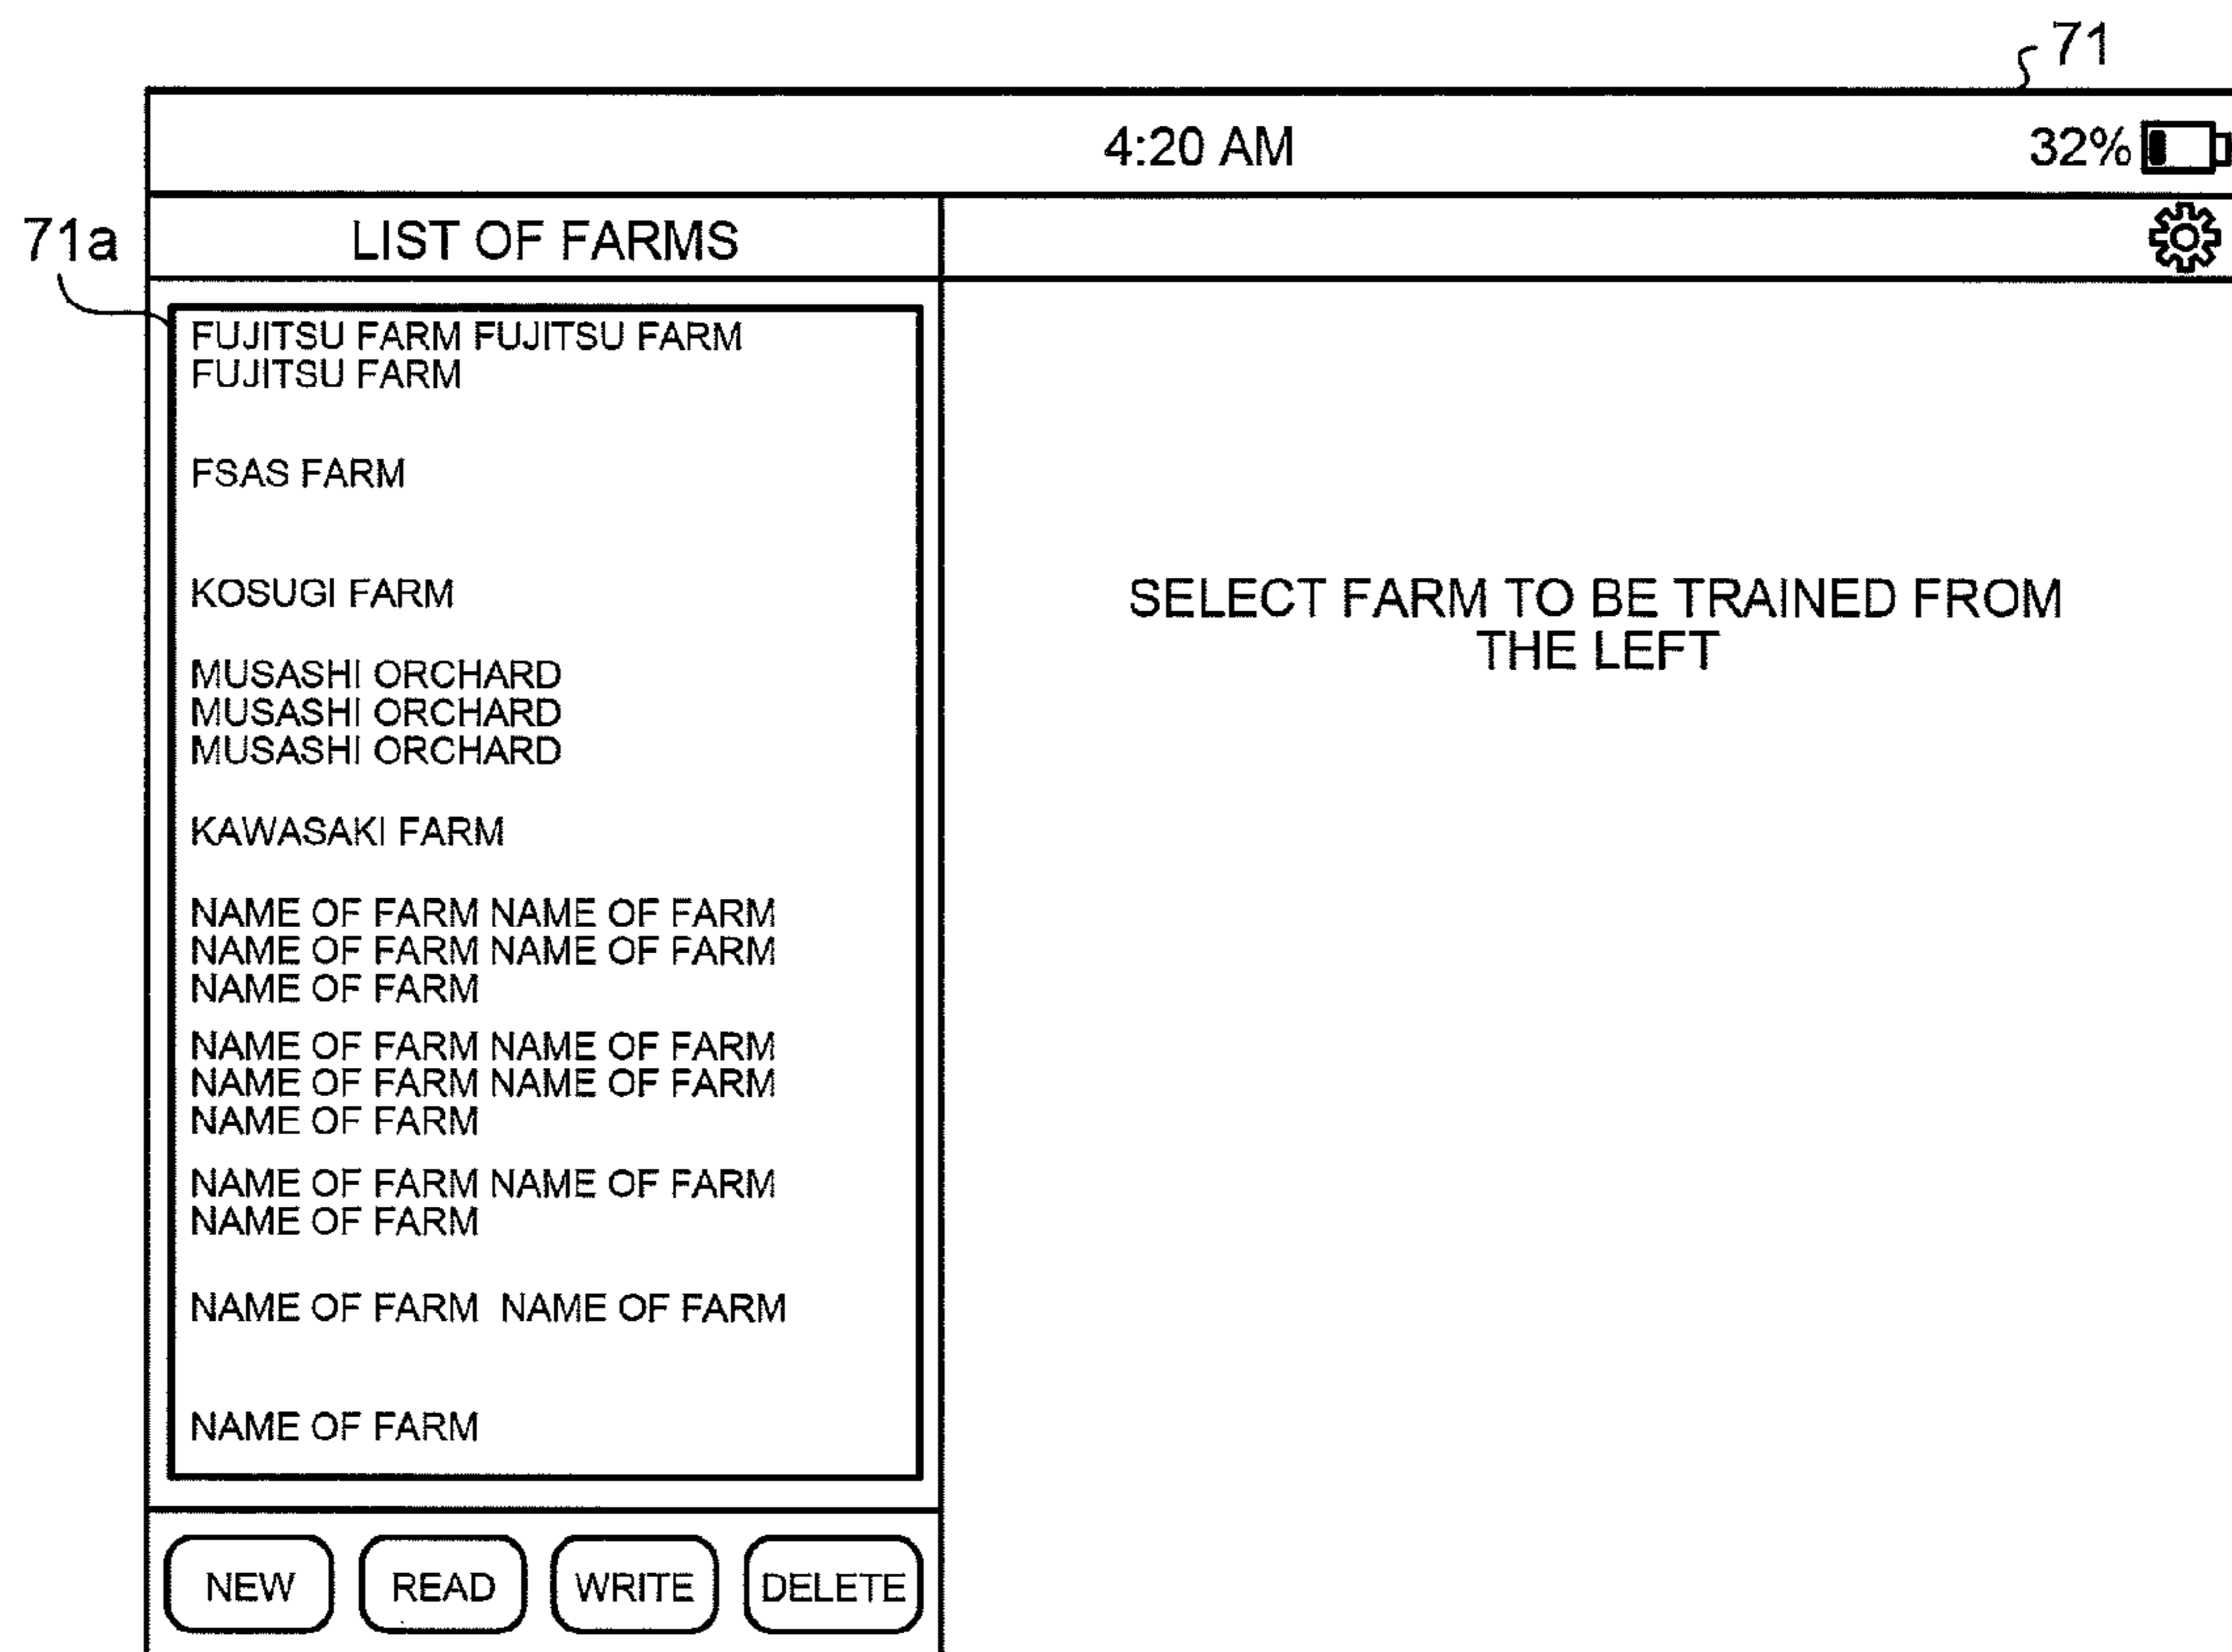 71
4:20 AM
32%
71a
LIST OF FARMS
FUJITSU FARM FUJITSU FARM
FUJITSU FARM
FSAS FARM
KOSUGI FARM
MUSASHI ORCHARD
MUSASHI ORCHARD
MUSASHI ORCHARD
KAWASAKI FARM
NAME OF FARM NAME OF FARM
NAME OF FARM NAME OF FARM
NAME OF FARM
NAME OF FARM NAME OF FARM
NAME OF FARM NAME OF FARM
NAME OF FARM
NAME OF FARM NAME OF FARM
NAME OF FARM
NAME OF FARM NAME OF FARM
NAME OF FARM
NEW
READ
WRITE
DELETE
SELECT FARM TO BE TRAINED FROM
THE LEFT